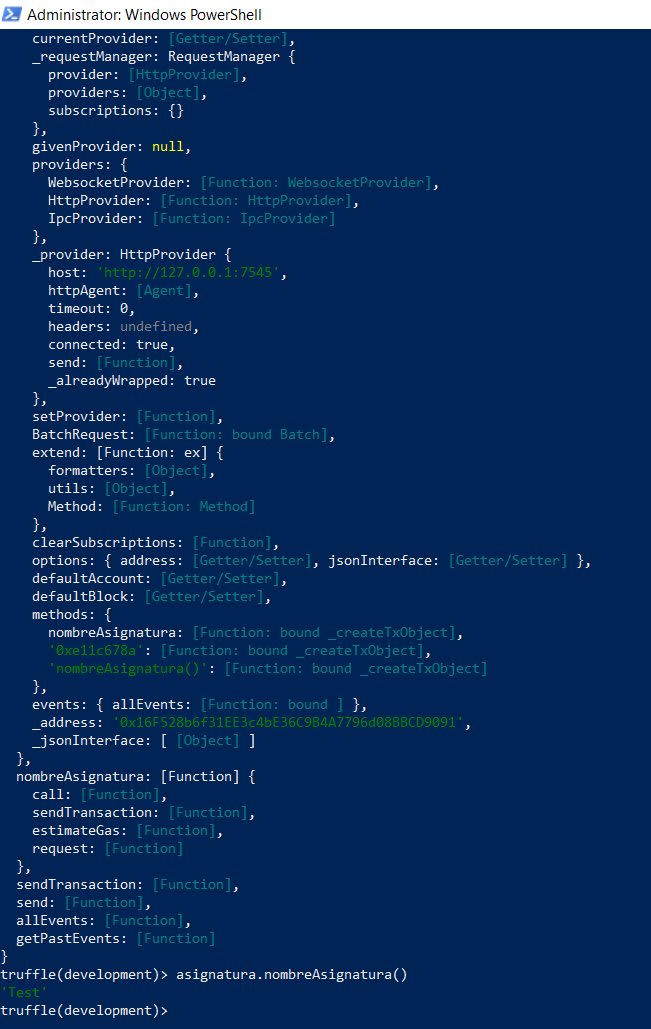 Administrator: Windows PowerShell
currentProvider: [Getter/Setter],
_requestManager: RequestManager {
provider: [HttpProvider],
providers: [Object],
subscriptions: {}
},
givenProvider: null,
providers: {
WebsocketProvider: [Function: WebsocketProvider],
HttpProvider: [Function: HttpProvider],
IpcProvider: [Function: IpcProvider]
},
_provider: HttpProvider {
host: 'http://127.0.0.1:7545',
httpAgent: [Agent],
timeout: 0,
headers: undefined,
connected: true,
send: [Function],
_alreadyWrapped: true
},
setProvider: [Function],
BatchRequest: [Function: bound Batch],
extend: [Function: ex] {
formatters: [Object],
utils: [Object],
Method: [Function: Method]
},
clearSubscriptions: [Function],
options: { address: [Getter/Setter], jsonInterface: [Getter/Setter] },
defaultAccount: [Getter/Setter],
defaultBlock: [Getter/Setter],
methods: {
nombreAsignatura: [Function: bound _createTxObject],
'0xe11c678a': [Function: bound _createTxObject],
'nombreAsignatura()': [Function: bound _createTxObject]
},
events: { allEvents: [Function: bound ] },
_address: '0x16F528b6f31EE3c4bE36C9B4A7796d08BBCD9091',
_jsonInterface: [ [Object] ]
},
nombreAsignatura: [Function] {
call: [Function],
sendTransaction: [Function],
estimateGas: [Function],
request: [Function]
},
sendTransaction: [Function],
send: [Function],
allEvents: [Function],
getPastEvents: [Function]
}
truffle(development)> asignatura.nombreAsignatura()
'Test'
truffle(development)>